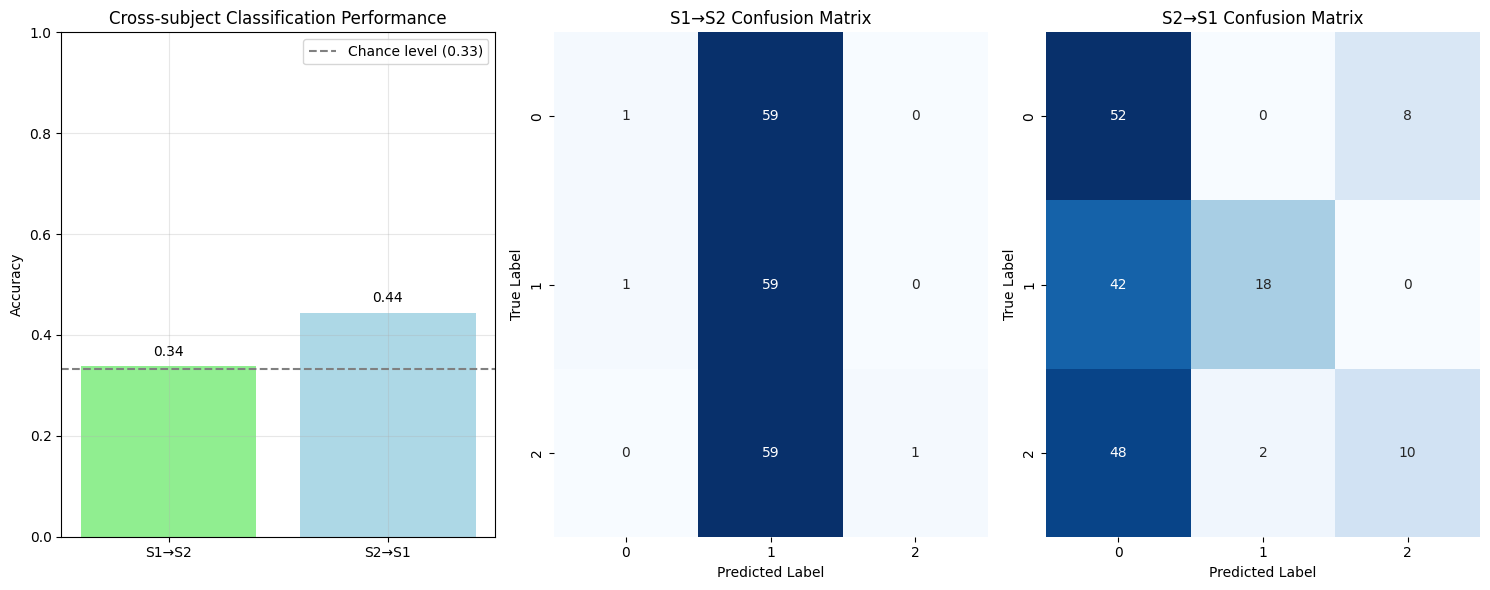 Cross-subject Classification Performance
Chance level (0.33)
Accuracy
1.0
0.8
0.6
0.4
0.2
0.0
0.34
0.44
S1→S2
S2→S1
S1→S2 Confusion Matrix
True Label
0
1
2
1 59 0
1 59 0
0 59 1
0 1 2
Predicted Label
S2→S1 Confusion Matrix
True Label
0
1
2
52 0 8
42 18 0
48 2 10
0 1 2
Predicted Label